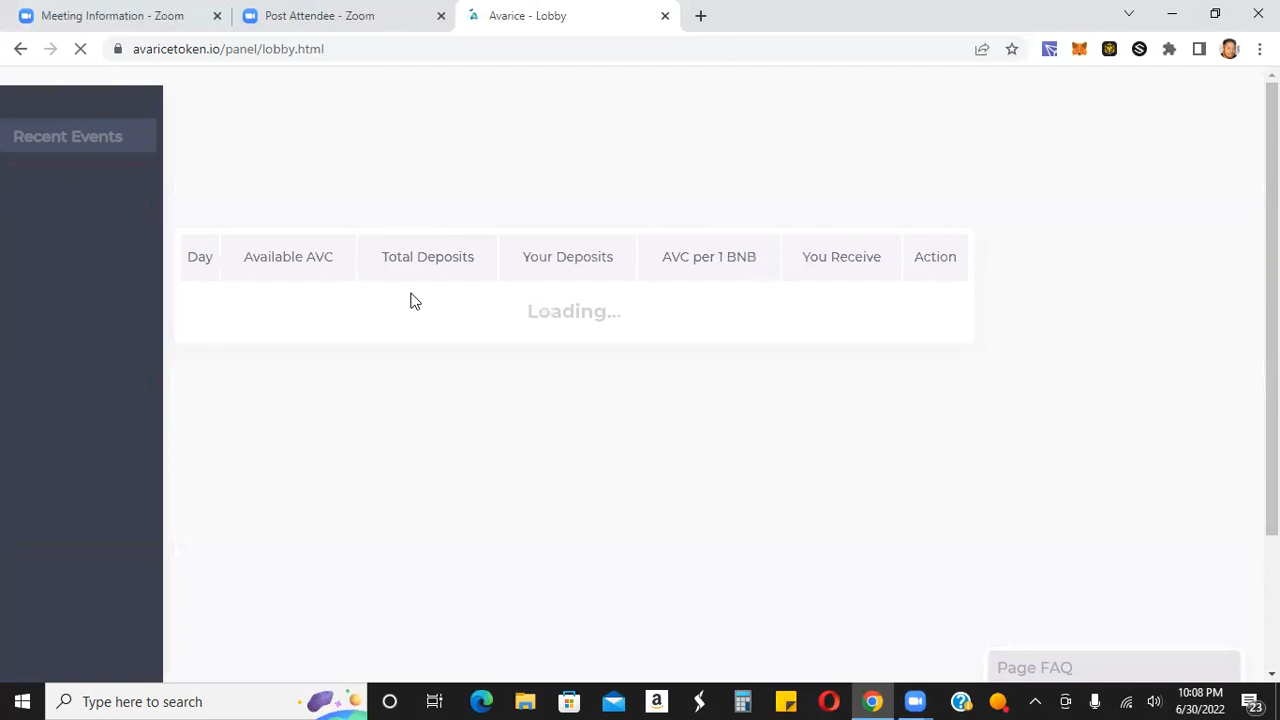 Meeting Information - Zoom
Post Attendee - Zoom
Avarice - Lobby
avaricetoken.io/panel/lobby.html
Recent Events
Day
Available AVC
Total Deposits
Your Deposits
AVC per 1 BNB
You Receive
Action
Loading...
Page FAQ
Type here to search
10:08 PM
6/30/2022
23